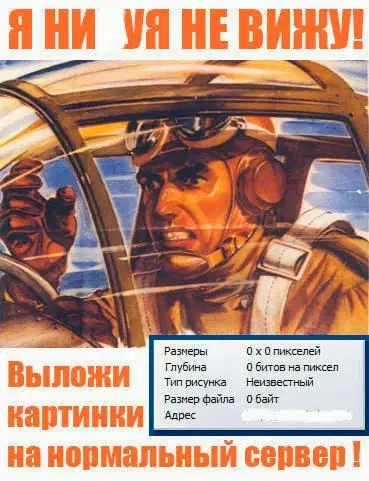 Я НИ УЯ НЕ ВИЖУ!
Размеры 0 x 0 пикселей
Глубина 0 битов на пиксел
Тип рисунка Неизвестный
Размер файла 0 байт
Адрес
Выложи
картинки
на нормальный сервер !